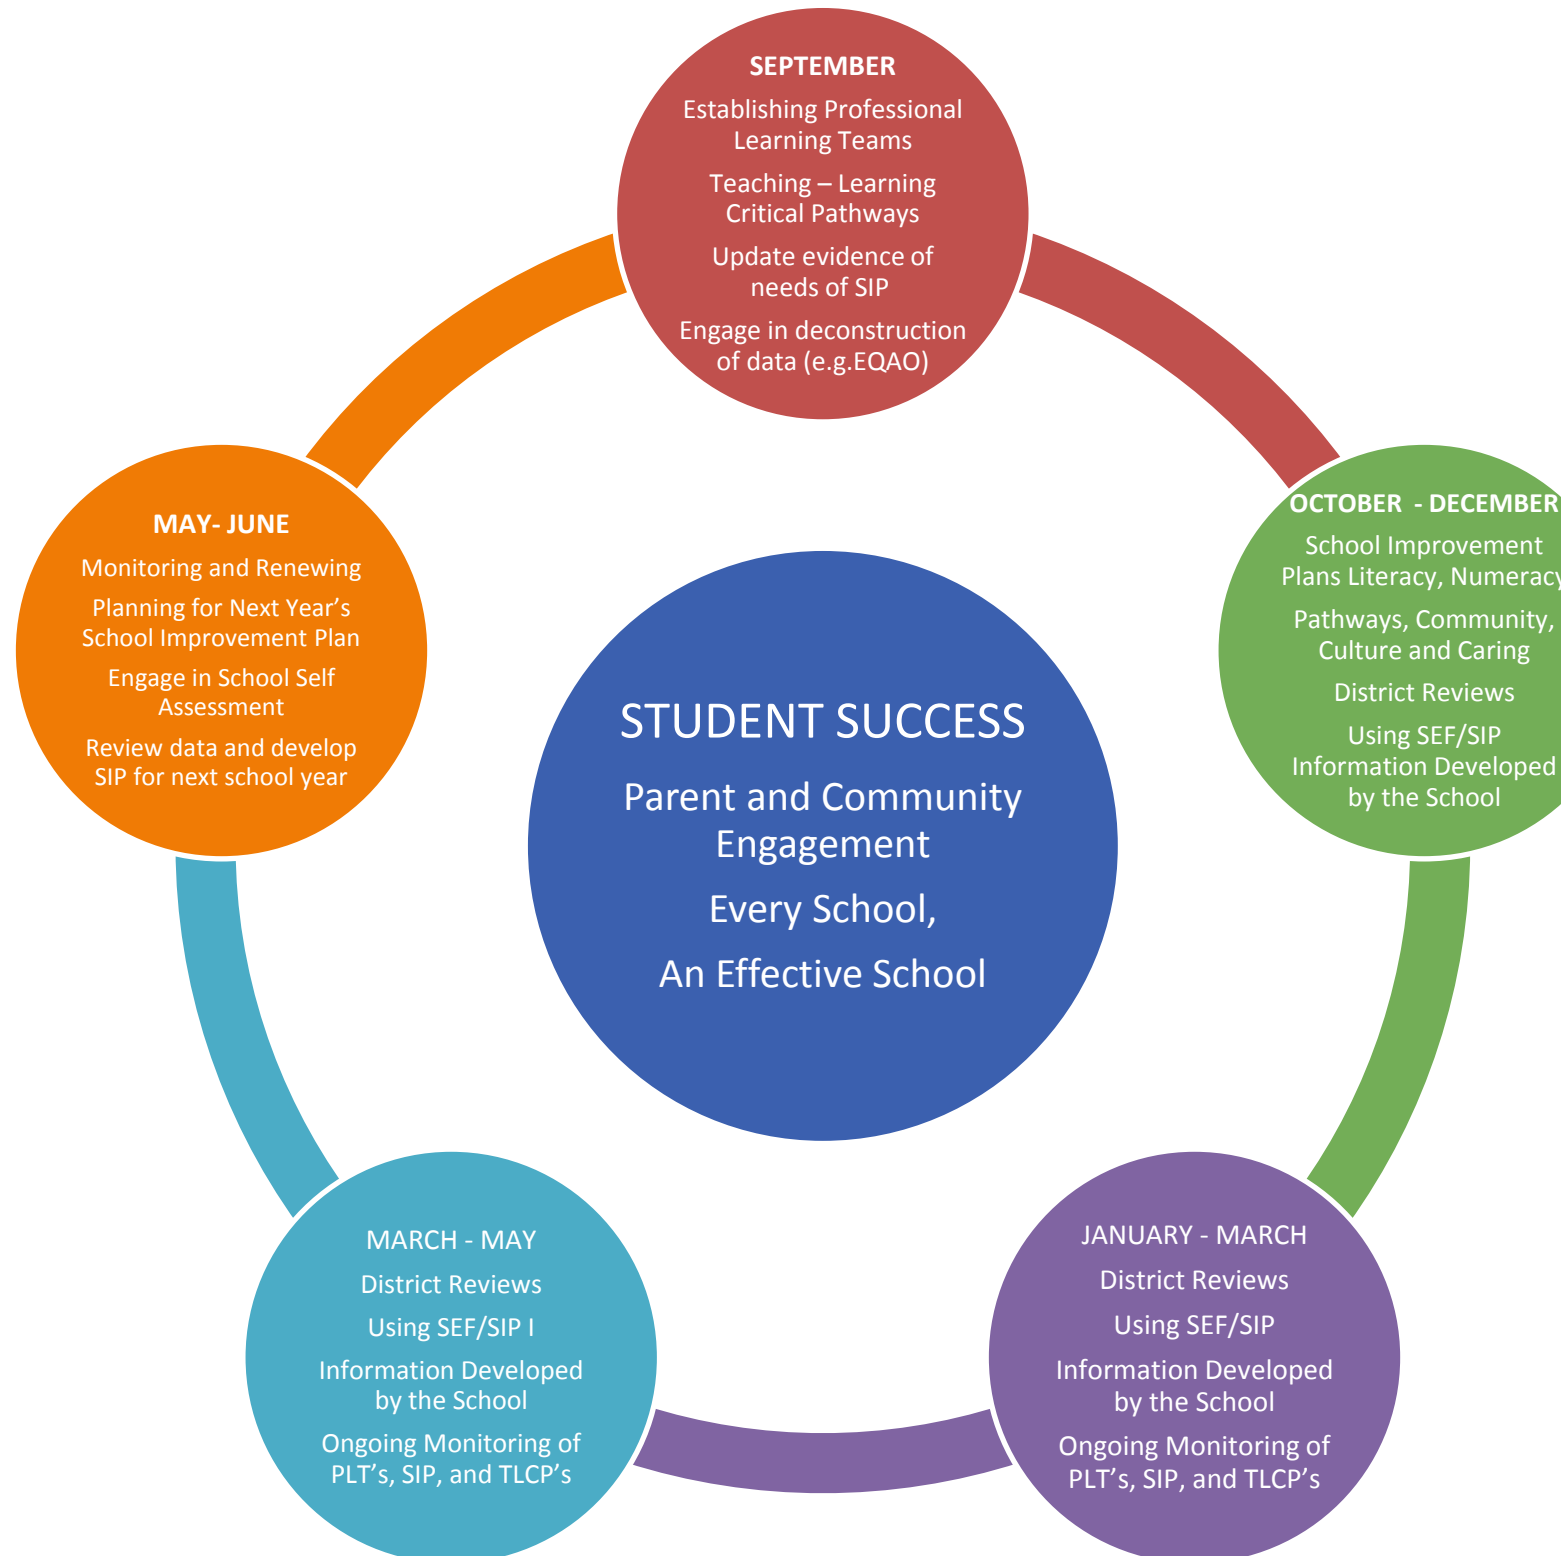 SEPTEMBER
Establishing Professional
Learning Teams
Teaching – Learning
Critical Pathways
Update evidence of
needs of SIP
Engage in deconstruction
of data (e.g.EQAO)
OCTOBER - DECEMBER
School Improvement
Plans Literacy, Numeracy
Pathways, Community,
Culture and Caring
District Reviews
Using SEF/SIP
Information Developed
by the School
JANUARY - MARCH
District Reviews
Using SEF/SIP
Information Developed
by the School
Ongoing Monitoring of
PLT’s, SIP, and TLCP’s
MARCH - MAY
District Reviews
Using SEF/SIP I
Information Developed
by the School
Ongoing Monitoring of
PLT’s, SIP, and TLCP’s
MAY- JUNE
Monitoring and Renewing
Planning for Next Year’s
School Improvement Plan
Engage in School Self
Assessment
Review data and develop
SIP for next school year
STUDENT SUCCESS
Parent and Community
Engagement
Every School,
An Effective School